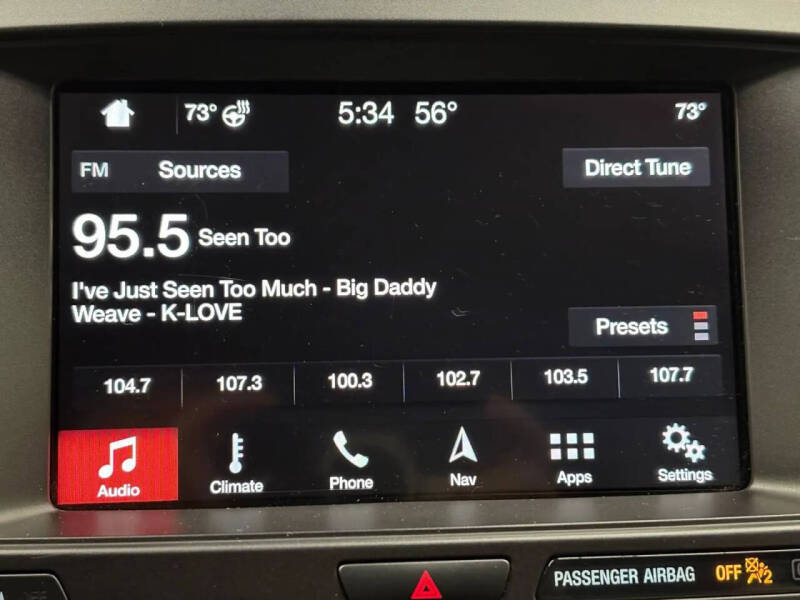 73° 5:34 56° 73°
FM Sources Direct Tune
95.5 Seen Too
I've Just Seen Too Much - Big Daddy
Weave - K-LOVE
Presets
104.7 107.3 100.3 102.7 103.5 107.7
Audio Climate Phone Nav Apps Settings
PASSENGER AIRBAG OFF 2